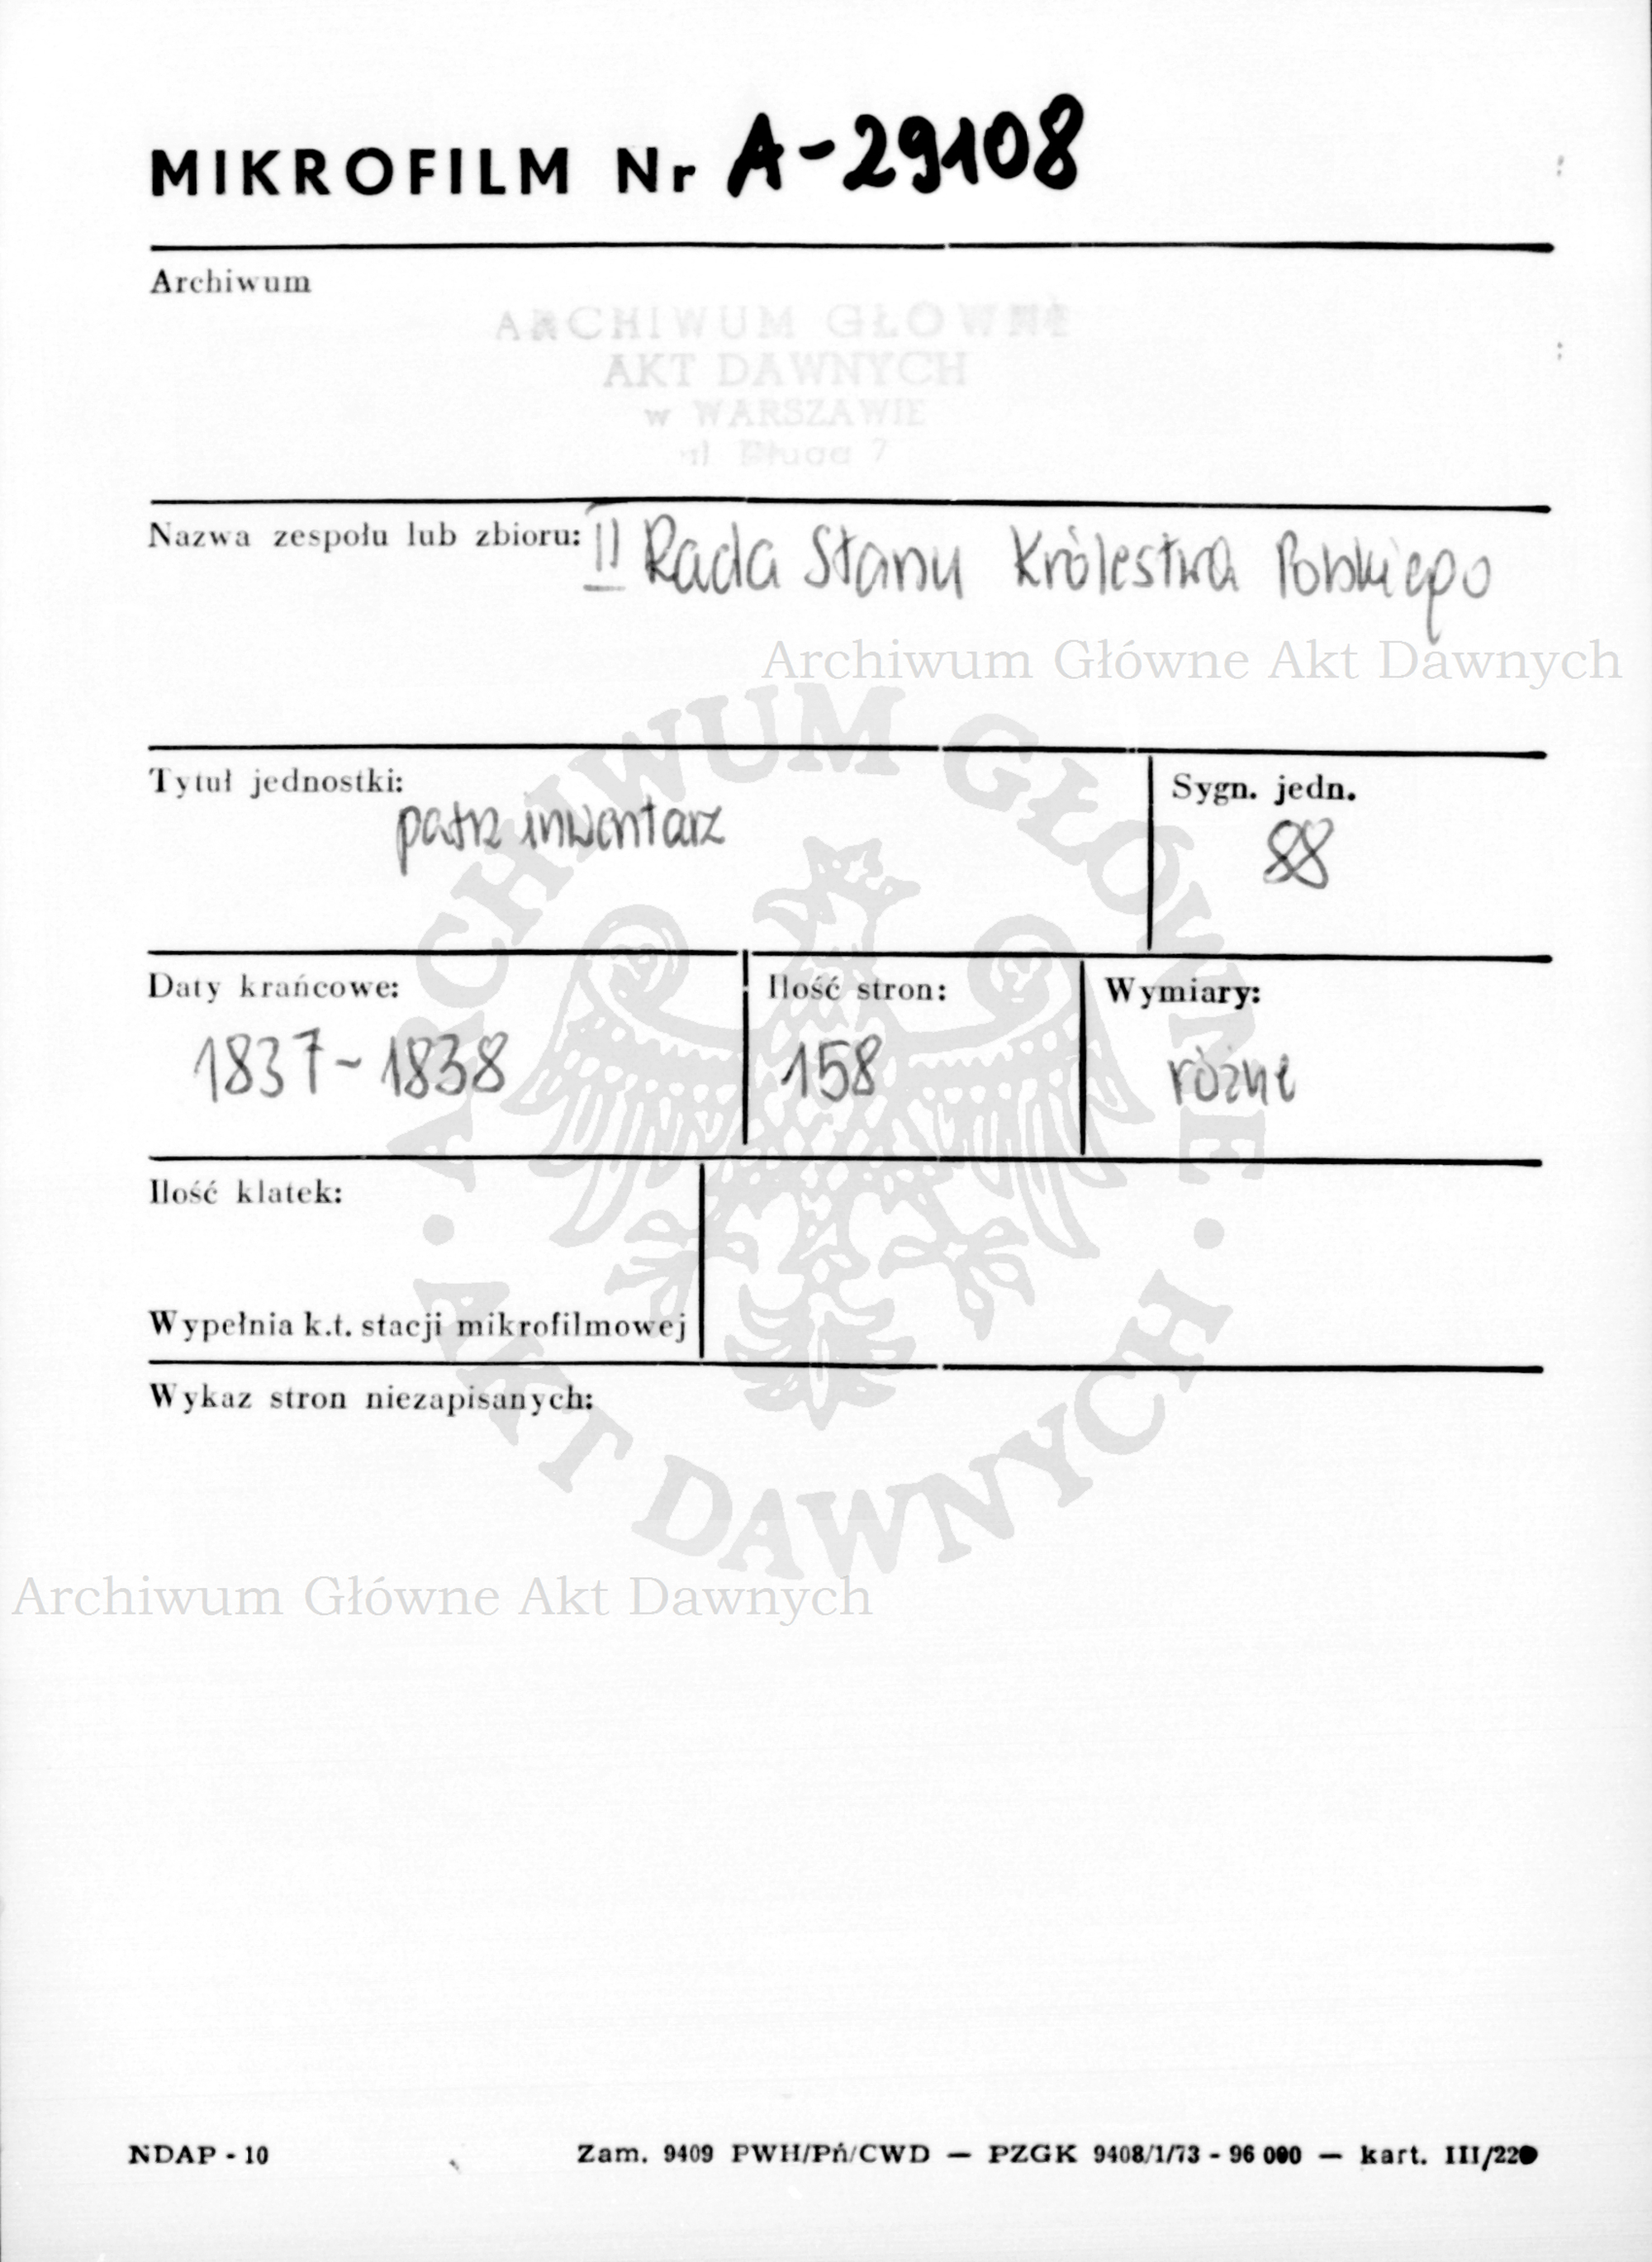 MIKROFILM Nr A-29108
Archiwum
ARCHIWUM GŁÓWNE
AKT DAWNYCH
w WARSZAWIE
ul Długa 7
Nazwa zespołu lub zbioru: II Rada Stanu Królestwa Polskiego
Archiwum Główne Akt Dawnych
Tytuł jednostki:
patrz inwentarz
Sygn. jedn.
88
Daty krańcowe:
1837-1838
Ilość stron:
158
Wymiary:
różne
Ilość klatek:
Wypełnia k.t. stacji mikrofilmowej
Wykaz stron niezapisanych:
ARCHIWUM GŁÓWNE
· AKT DAWNYCH ·
Archiwum Główne Akt Dawnych
NDAP - 10
Zam. 9409 PWH/Pń/CWD — PZGK 9408/1/73 - 96 000 — kart. III/220